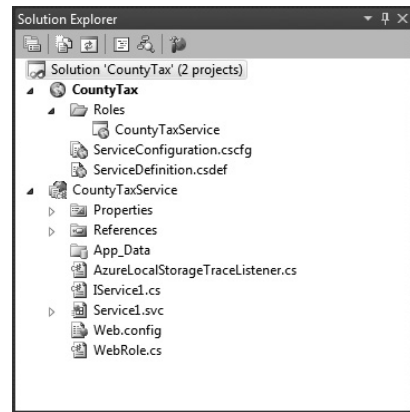 Solution Explorer
Solution 'CountyTax' (2 projects)
CountyTax
Roles
CountyTaxService
ServiceConfiguration.cscfg
ServiceDefinition.csdef
CountyTaxService
Properties
References
App_Data
AzureLocalStorageTraceListener.cs
IService1.cs
Service1.svc
Web.config
WebRole.cs